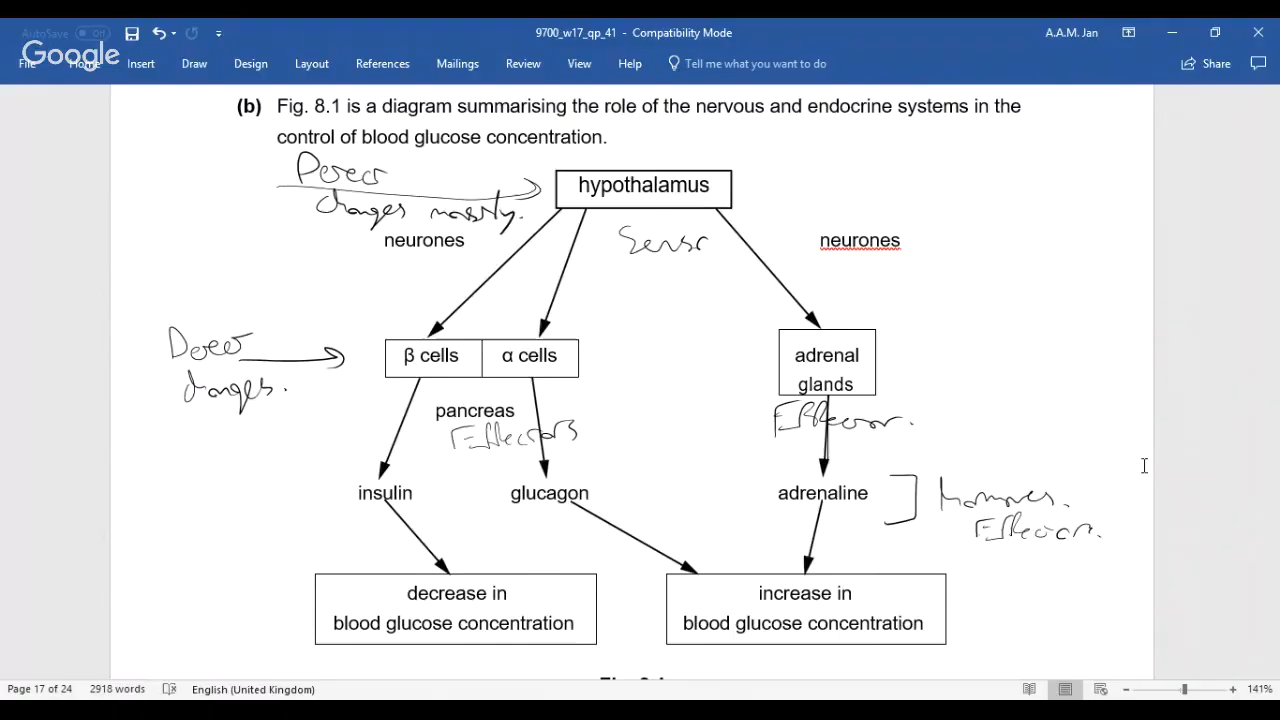 AutoSave Off 9700_w17_qp_41 - Compatibility Mode A.A.M. Jan
Google
File Home Insert Draw Design Layout References Mailings Review View Help Tell me what you want to do Share
(b) Fig. 8.1 is a diagram summarising the role of the nervous and endocrine systems in the
control of blood glucose concentration.
hypothalamus
changes mostly.
neurones neurones
β cells α cells
adrenal
glands
changes.
pancreas
Effectors
Effector.
insulin glucagon adrenaline
hormones.
Effector.
decrease in
blood glucose concentration
increase in
blood glucose concentration
Page 17 of 24 2918 words English (United Kingdom) 141%